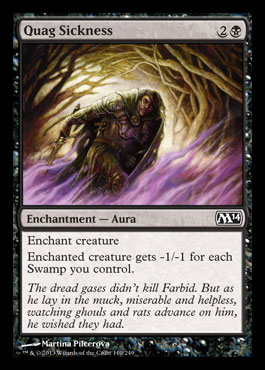 Quag Sickness 2
Enchantment — Aura M14
Enchant creature
Enchanted creature gets -1/-1 for each
Swamp you control.
The dread gases didn't kill Farbid. But as
he lay in the muck, miserable and helpless,
watching ghouls and rats advance on him,
he wished they had.
Martina Pilcerova
™ & ©2013 Wizards of the Coast 110/249